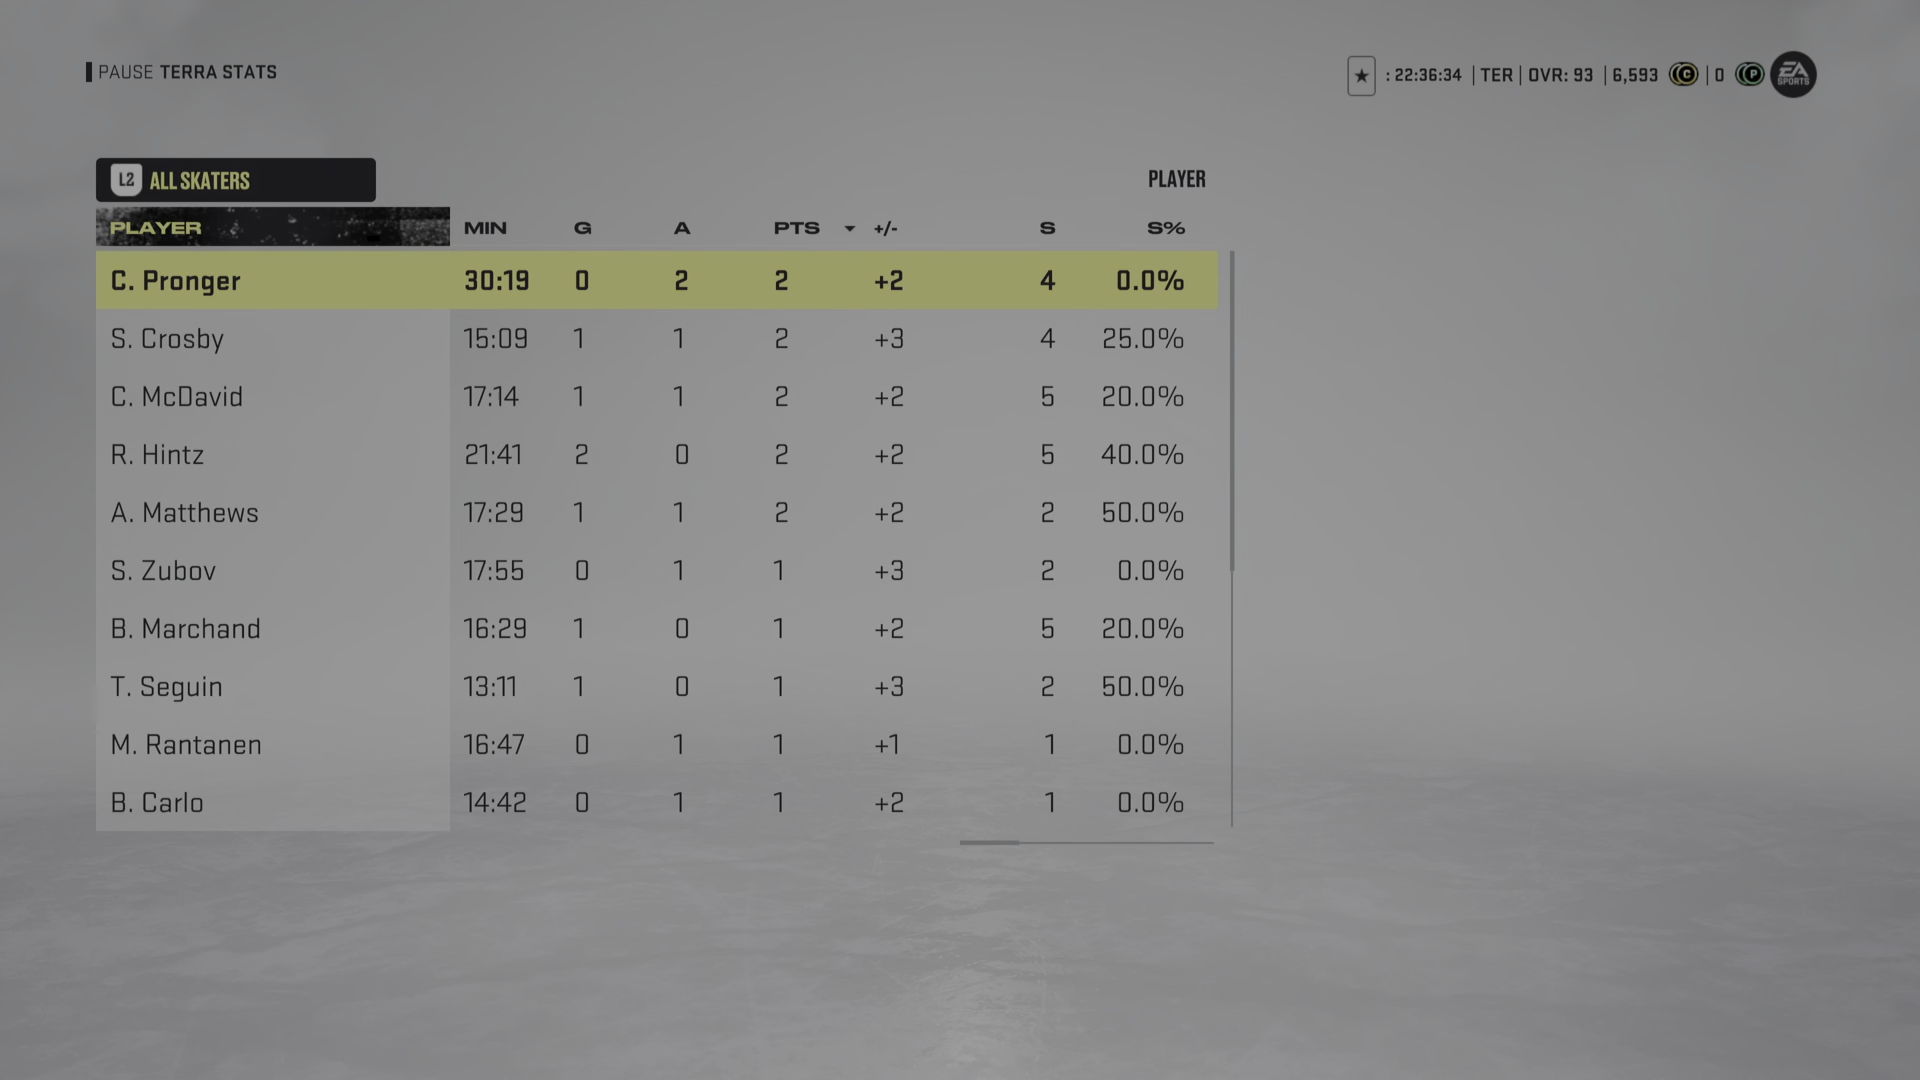 PAUSE TERRA STATS
: 22:36:34 | TER | OVR: 93 | 6,593 C | 0 P EA SPORTS
L2 ALL SKATERS
PLAYER
PLAYER MIN G A PTS +/- S S%
C. Pronger 30:19 0 2 2 +2 4 0.0%
S. Crosby 15:09 1 1 2 +3 4 25.0%
C. McDavid 17:14 1 1 2 +2 5 20.0%
R. Hintz 21:41 2 0 2 +2 5 40.0%
A. Matthews 17:29 1 1 2 +2 2 50.0%
S. Zubov 17:55 0 1 1 +3 2 0.0%
B. Marchand 16:29 1 0 1 +2 5 20.0%
T. Seguin 13:11 1 0 1 +3 2 50.0%
M. Rantanen 16:47 0 1 1 +1 1 0.0%
B. Carlo 14:42 0 1 1 +2 1 0.0%